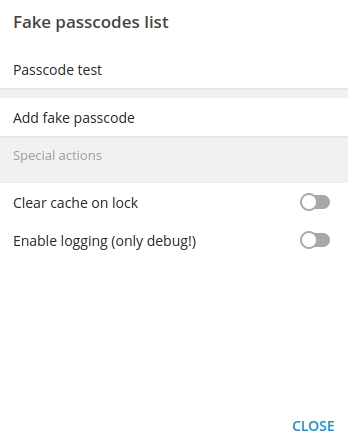 Fake passcodes list
Passcode test
Add fake passcode
Special actions
Clear cache on lock
Enable logging (only debug!)
CLOSE